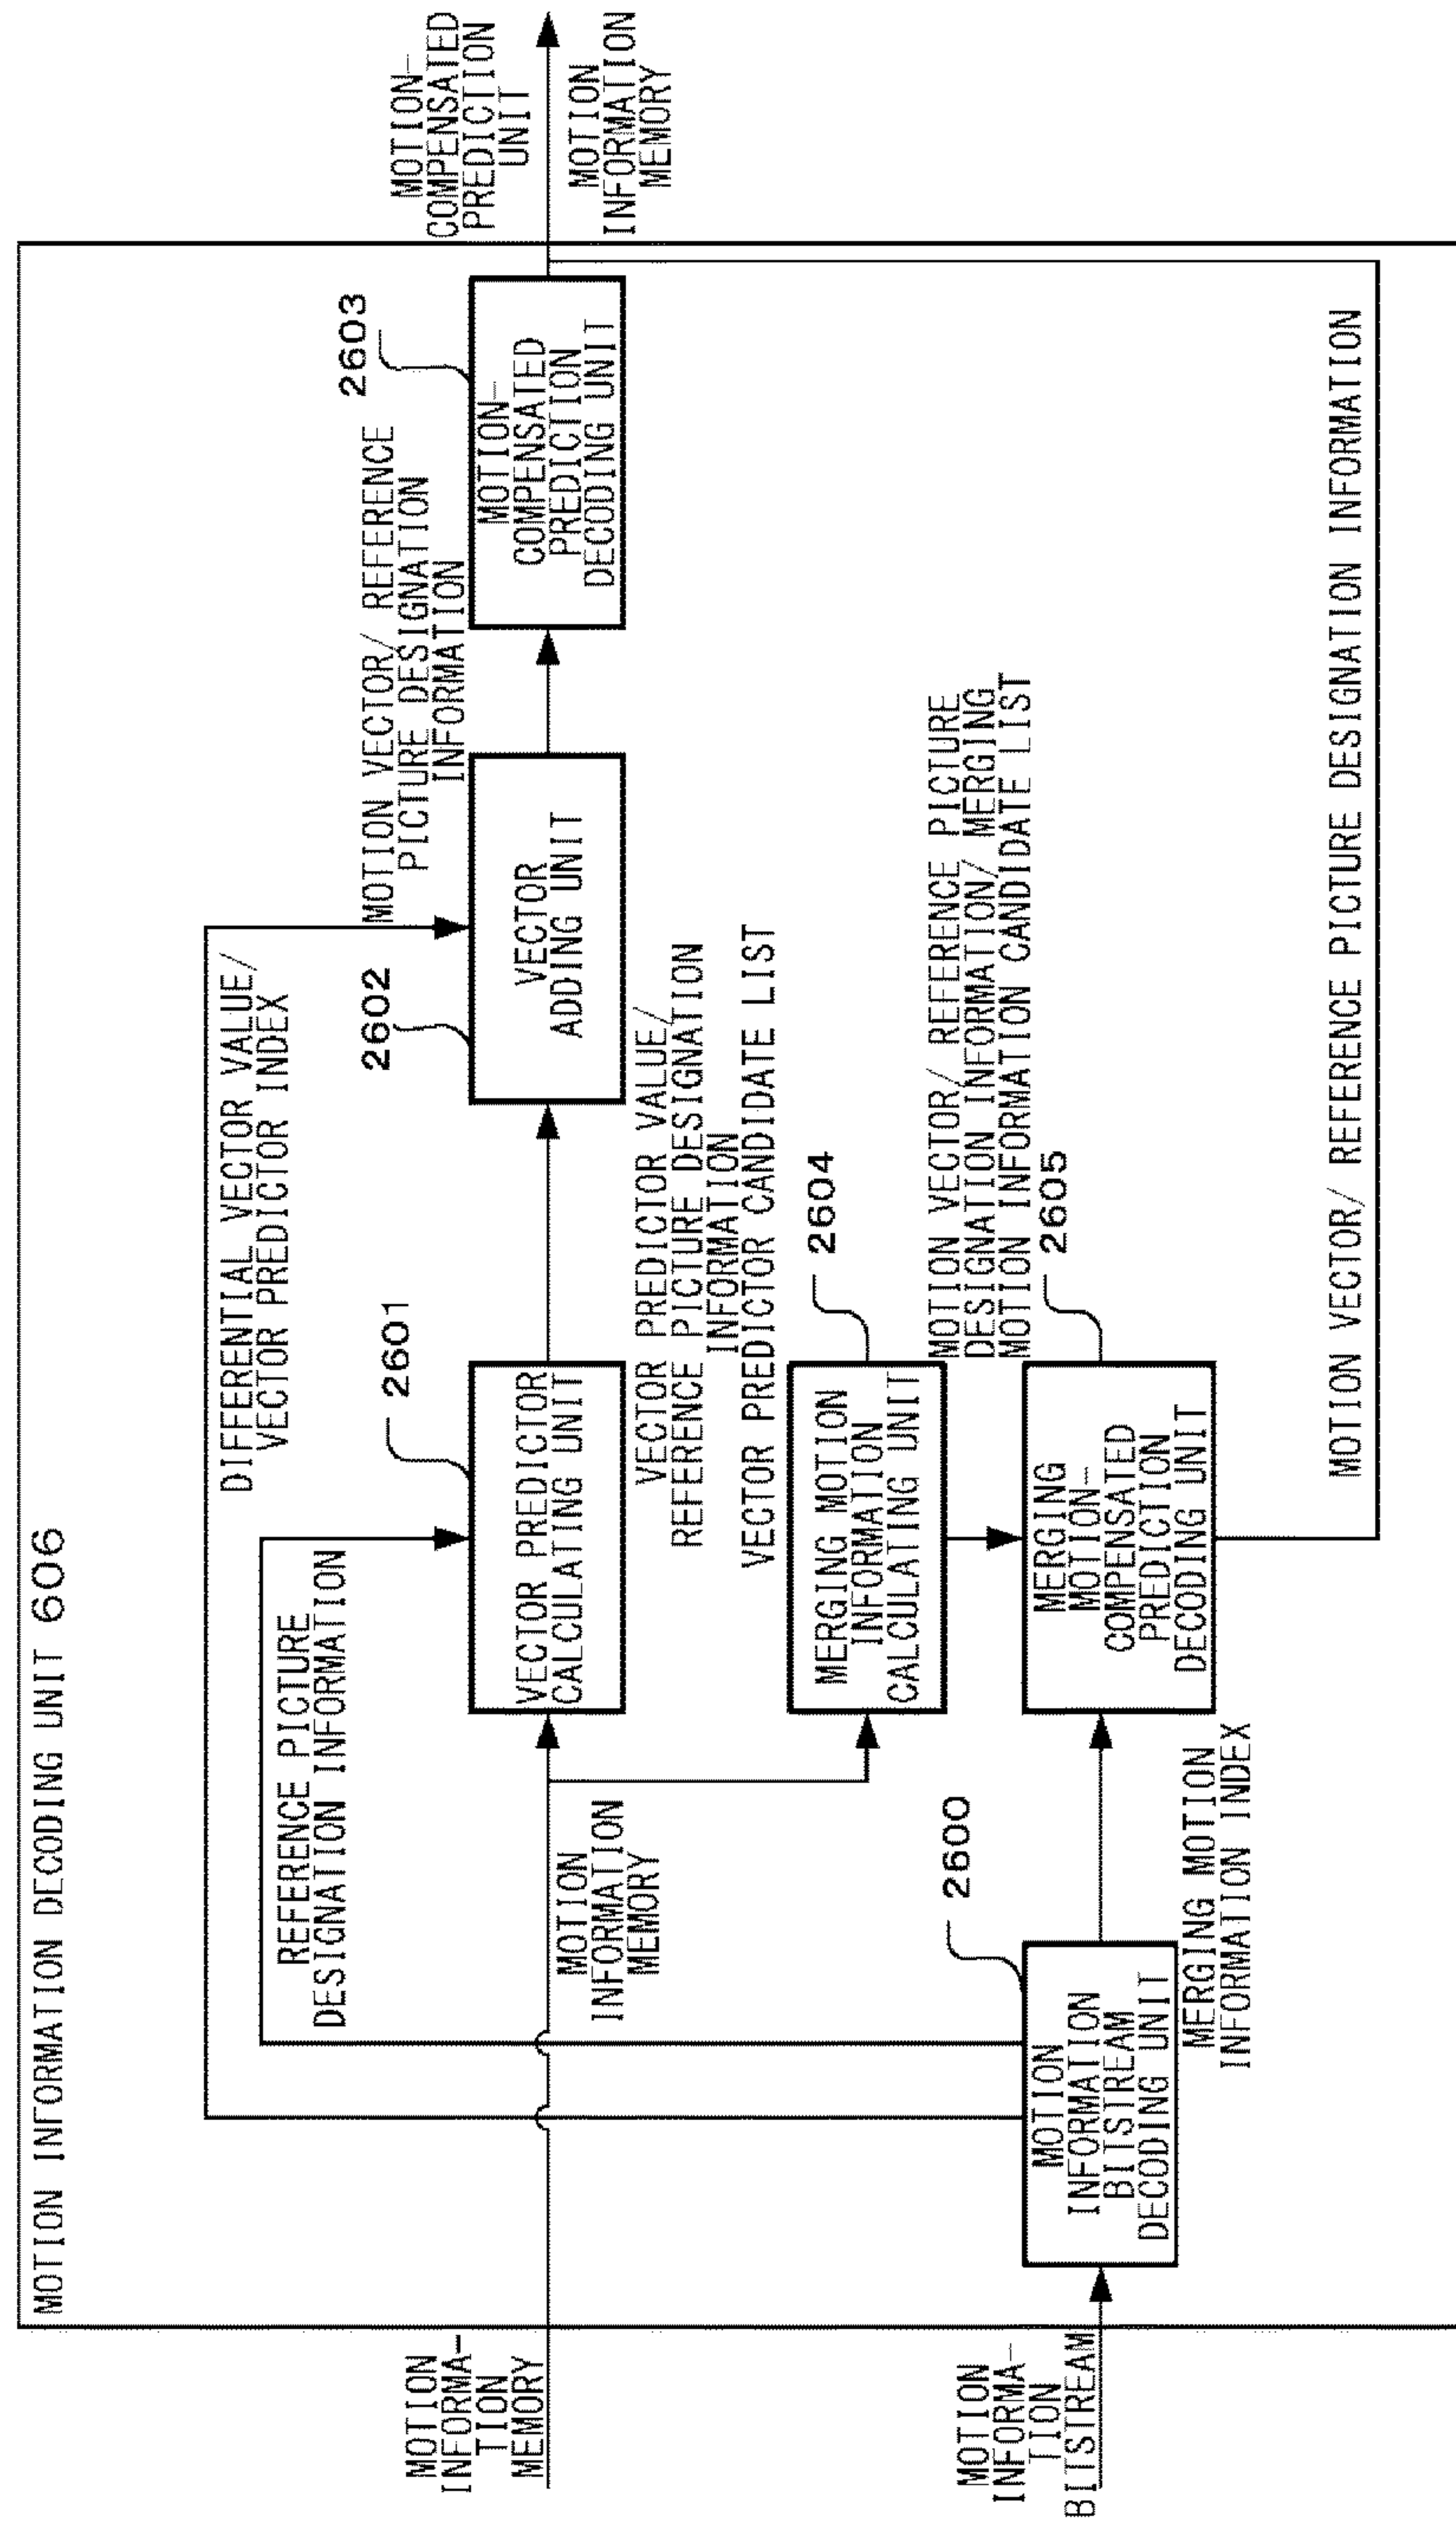 MOTION INFORMATION DECODING UNIT 606
DIFFERENTIAL VECTOR VALUE/
VECTOR PREDICTOR INDEX
REFERENCE PICTURE
DESIGNATION INFORMATION
2601
2602
MOTION VECTOR/ REFERENCE
PICTURE DESIGNATION
INFORMATION
2603
MOTION-
COMPENSATED
PREDICTION
UNIT
MOTION
INFORMA-
TION
MEMORY
VECTOR PREDICTOR
CALCULATING UNIT
VECTOR
ADDING UNIT
MOTION-
COMPENSATED
PREDICTION
DECODING UNIT
MOTION
INFORMATION
MEMORY
MOTION
INFORMATION
MEMORY
VECTOR PREDICTOR VALUE/
REFERENCE PICTURE DESIGNATION
INFORMATION
VECTOR PREDICTOR CANDIDATE LIST
2604
MERGING MOTION
INFORMATION
CALCULATING UNIT
MOTION VECTOR/ REFERENCE PICTURE
DESIGNATION INFORMATION/ MERGING
MOTION INFORMATION CANDIDATE LIST
2600
2605
MOTION
INFORMA-
TION
BITSTREAM
MOTION
INFORMATION
BITSTREAM
DECODING UNIT
MERGING
MOTION-
COMPENSATED
PREDICTION
DECODING UNIT
MERGING MOTION
INFORMATION INDEX
MOTION VECTOR/ REFERENCE PICTURE DESIGNATION INFORMATION